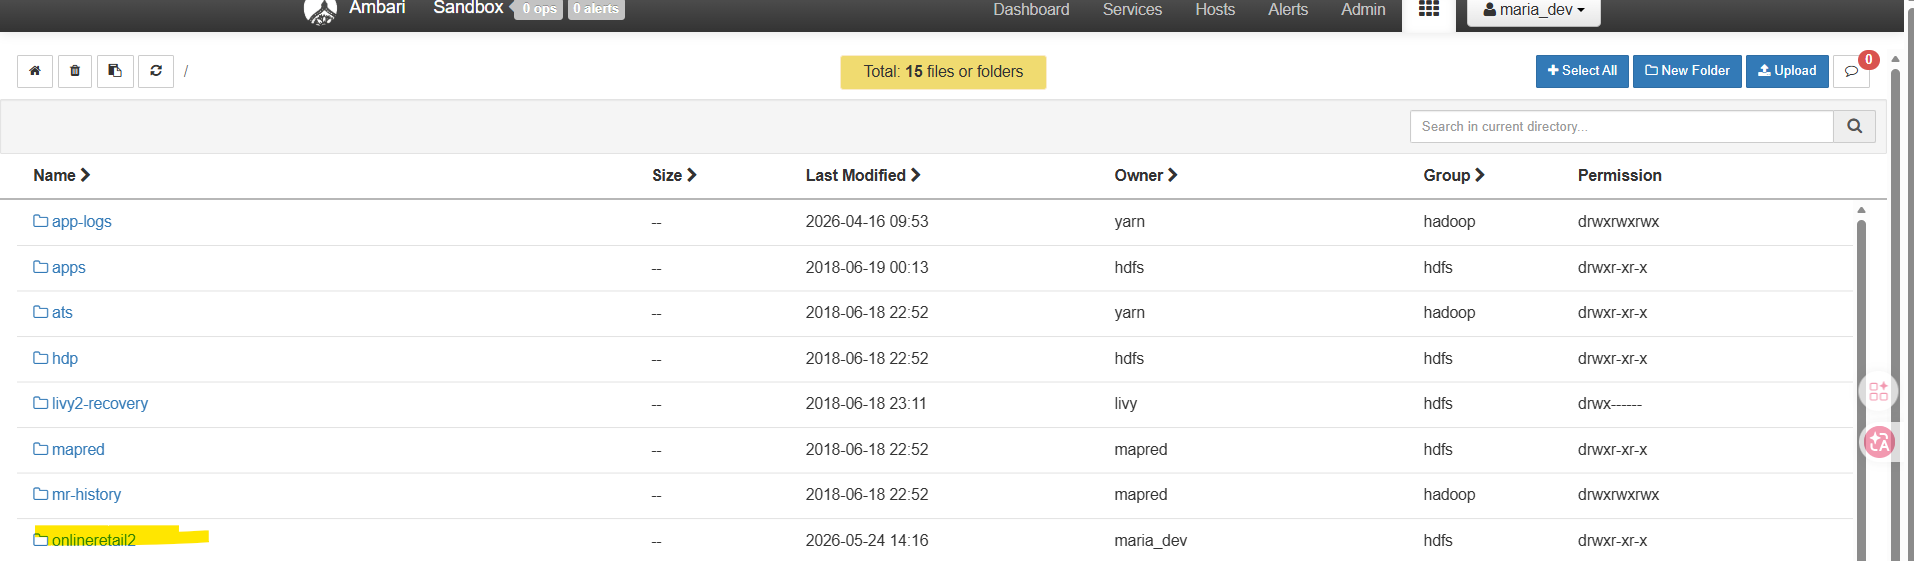 Ambari Sandbox 0 ops 0 alerts Dashboard Services Hosts Alerts Admin maria_dev
/ Total: 15 files or folders Select All New Folder Upload 0
Search in current directory...
Name Size Last Modified Owner Group Permission
app-logs -- 2026-04-16 09:53 yarn hadoop drwxrwxrwx
apps -- 2018-06-19 00:13 hdfs hdfs drwxr-xr-x
ats -- 2018-06-18 22:52 yarn hadoop drwxr-xr-x
hdp -- 2018-06-18 22:52 hdfs hdfs drwxr-xr-x
livy2-recovery -- 2018-06-18 23:11 livy hdfs drwx------
mapred -- 2018-06-18 22:52 mapred hdfs drwxr-xr-x
mr-history -- 2018-06-18 22:52 mapred hadoop drwxrwxrwx
onlineretail2 -- 2026-05-24 14:16 maria_dev hdfs drwxr-xr-x